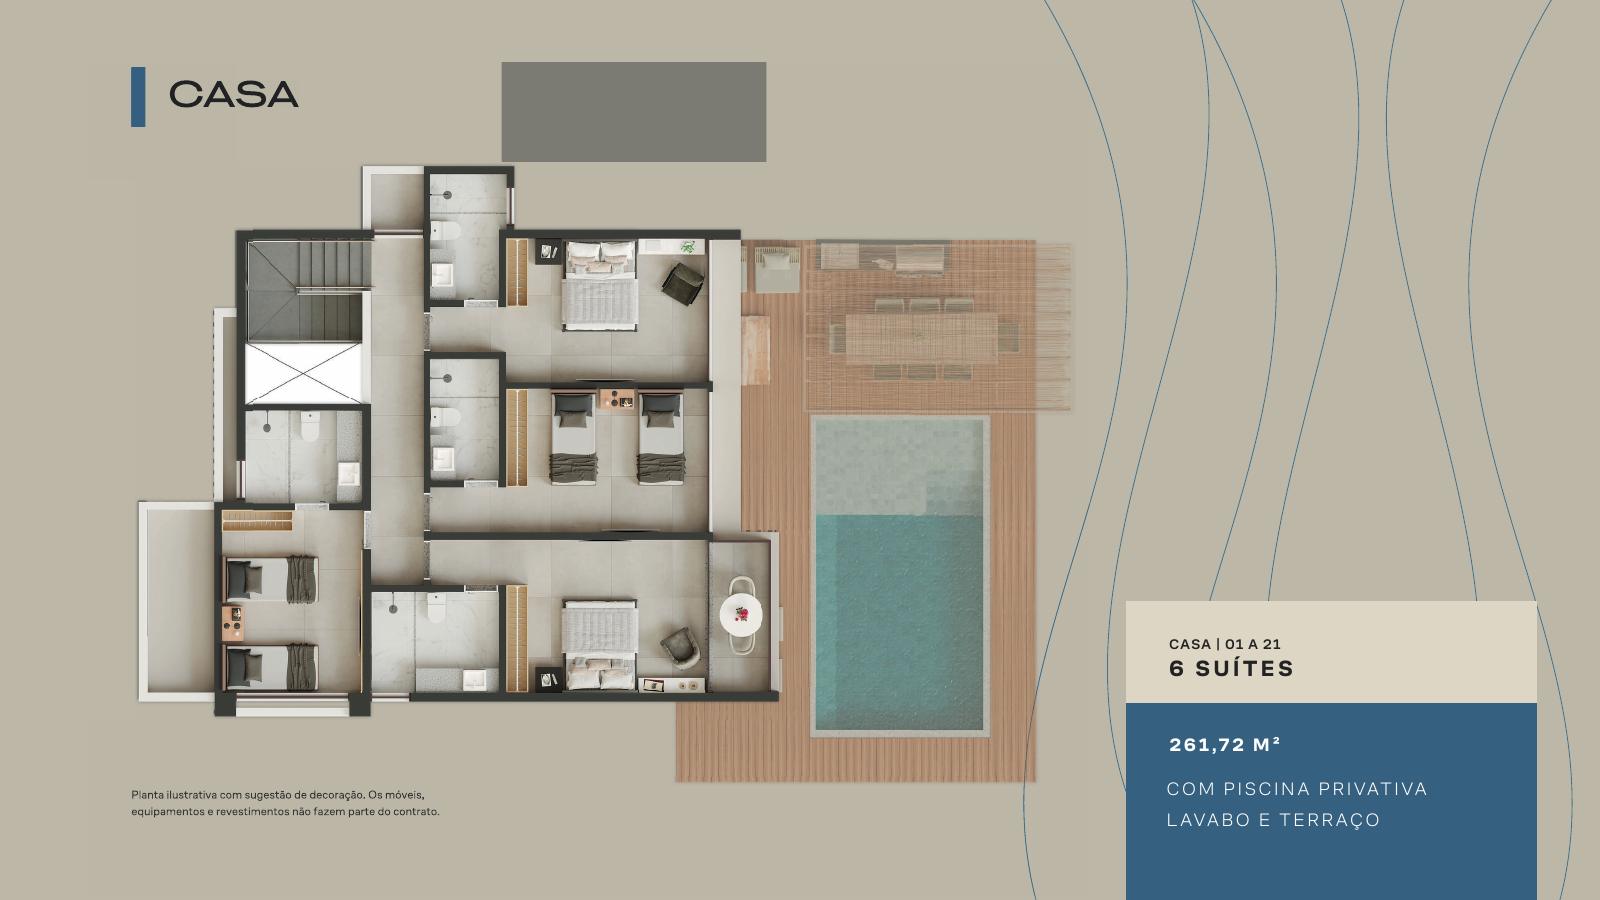 CASA
CASA | 01 A 21
6 SUÍTES
261,72 M²
COM PISCINA PRIVATIVA
LAVABO E TERRAÇO
Planta ilustrativa com sugestão de decoração. Os móveis,
equipamentos e revestimentos não fazem parte do contrato.